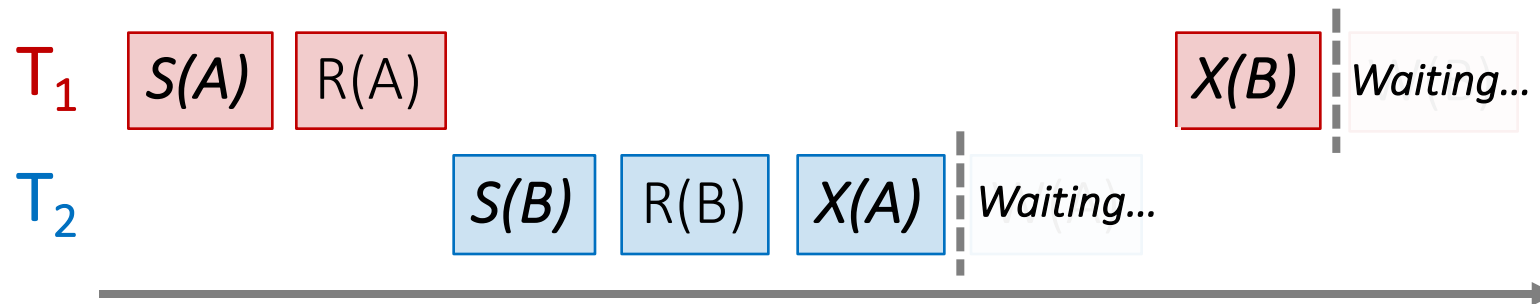 T1 S(A) R(A) X(B) Waiting...
T2 S(B) R(B) X(A) Waiting...